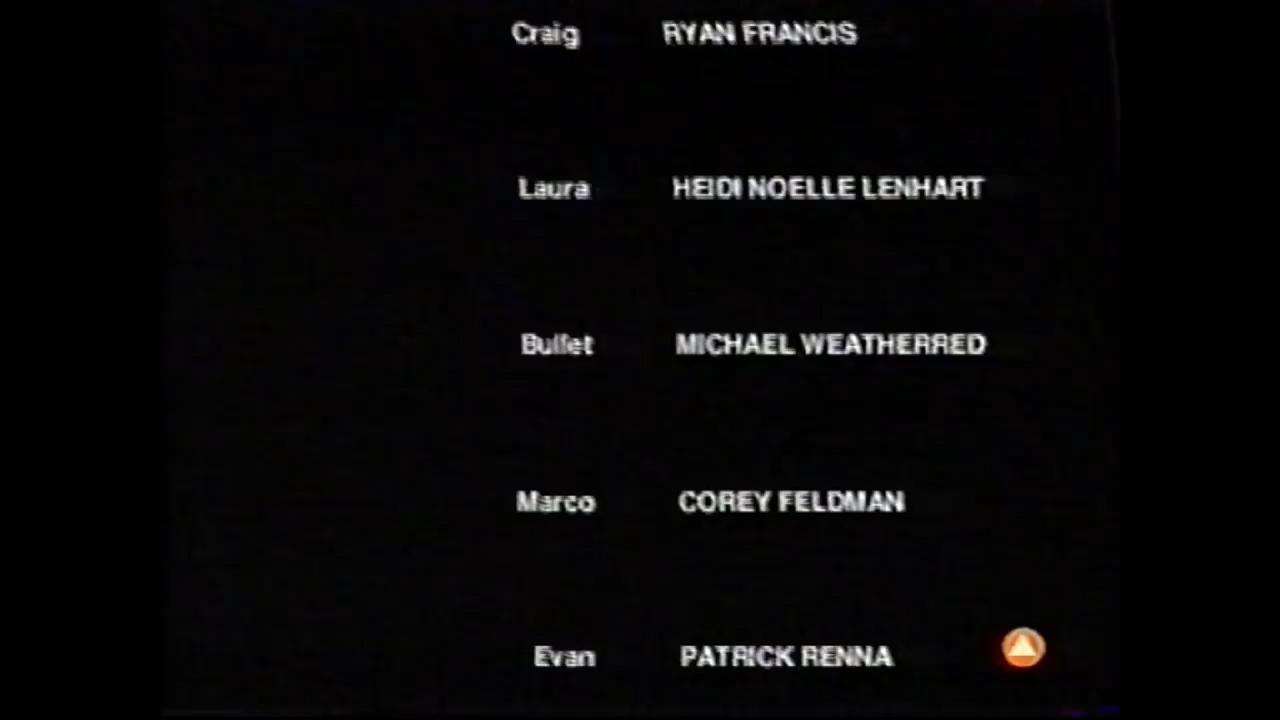 Craig RYAN FRANCIS
Laura HEIDI NOELLE LENHART
Bullet MICHAEL WEATHERRED
Marco COREY FELDMAN
Evan PATRICK RENNA